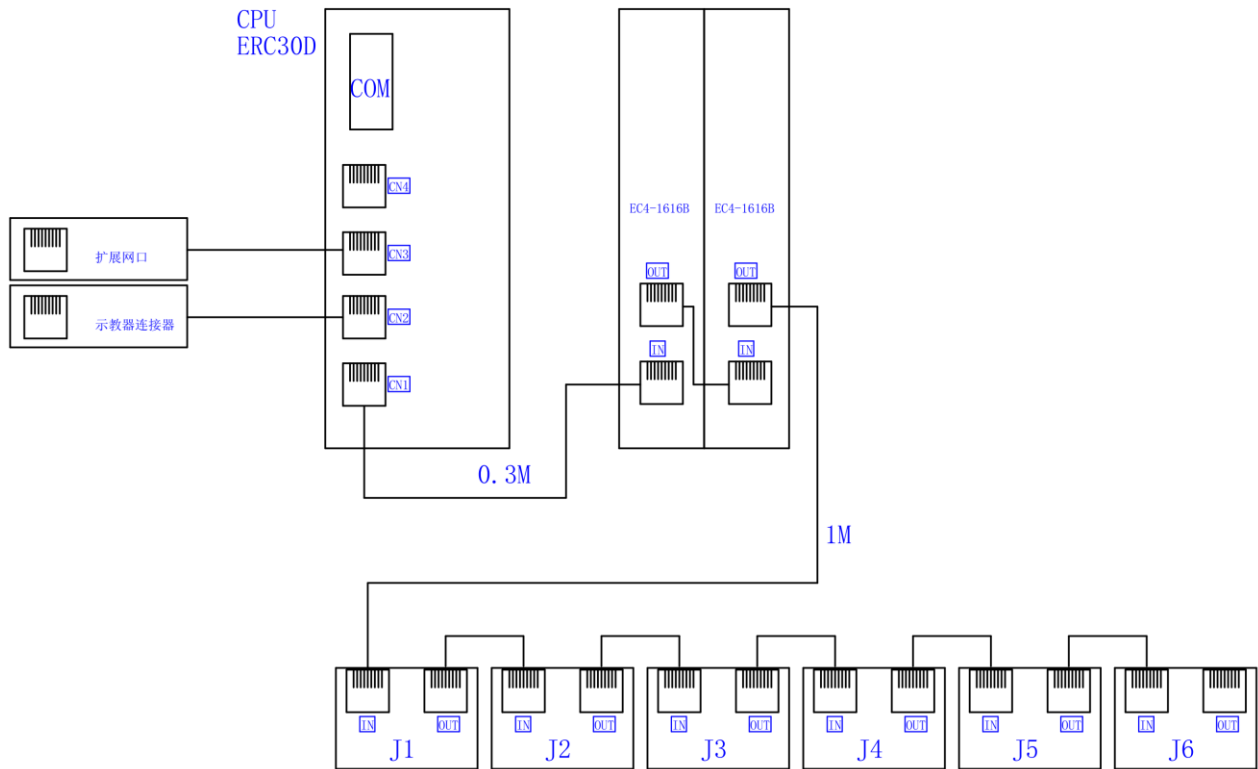 CPU
ERC30D
COM
CN4
CN3
CN2
CN1
扩展网口
示教器连接器
EC4-1616B
EC4-1616B
OUT
OUT
IN
IN
0.3M
1M
IN
OUT
IN
OUT
IN
OUT
IN
OUT
IN
OUT
IN
OUT
J1
J2
J3
J4
J5
J6